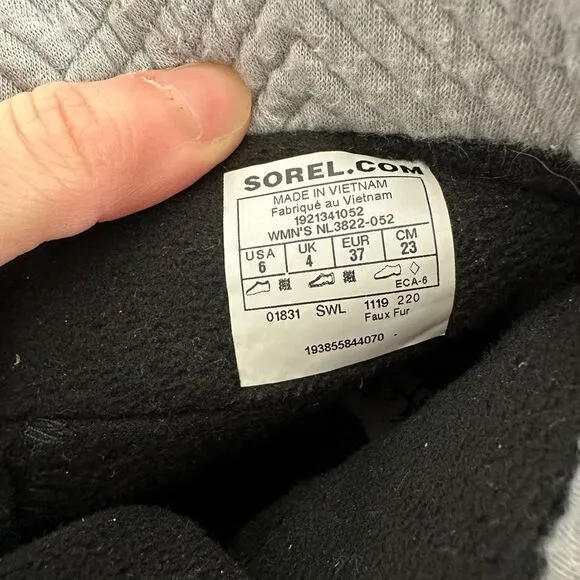 SOREL.COM
MADE IN VIETNAM
Fabriqué au Vietnam
1921341052
WMN'S NL3822-052
USA UK EUR CM
6 4 37 23
ECA-6
01831 SWL 1119 220
Faux Fur
193855844070